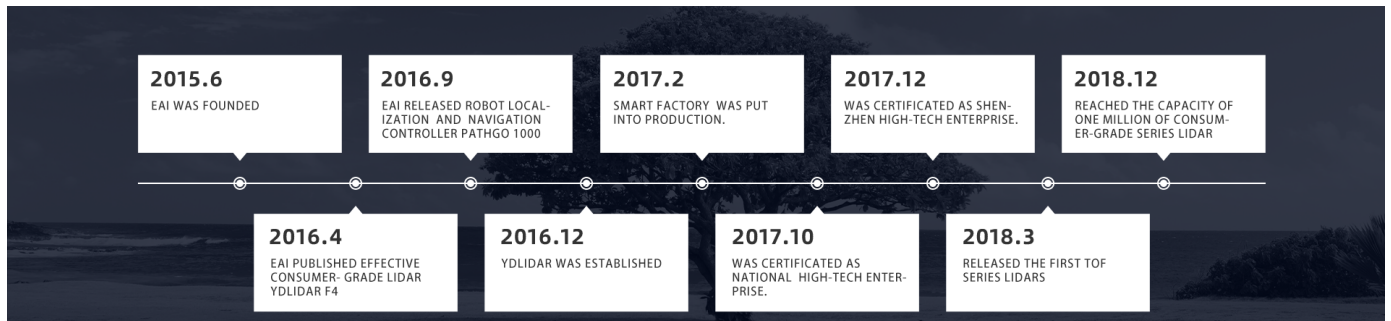 2015.6
EAI WAS FOUNDED
2016.4
EAI PUBLISHED EFFECTIVE
CONSUMER- GRADE LIDAR
YDLIDAR F4
2016.9
EAI RELEASED ROBOT LOCAL-
IZATION AND NAVIGATION
CONTROLLER PATHGO 1000
2016.12
YDLIDAR WAS ESTABLISHED
2017.2
SMART FACTORY WAS PUT
INTO PRODUCTION.
2017.10
WAS CERTIFICATED AS
NATIONAL HIGH-TECH ENTER-
PRISE.
2017.12
WAS CERTIFICATED AS SHEN-
ZHEN HIGH-TECH ENTERPRISE.
2018.3
RELEASED THE FIRST TOF
SERIES LIDARS
2018.12
REACHED THE CAPACITY OF
ONE MILLION OF CONSUM-
ER-GRADE SERIES LIDAR